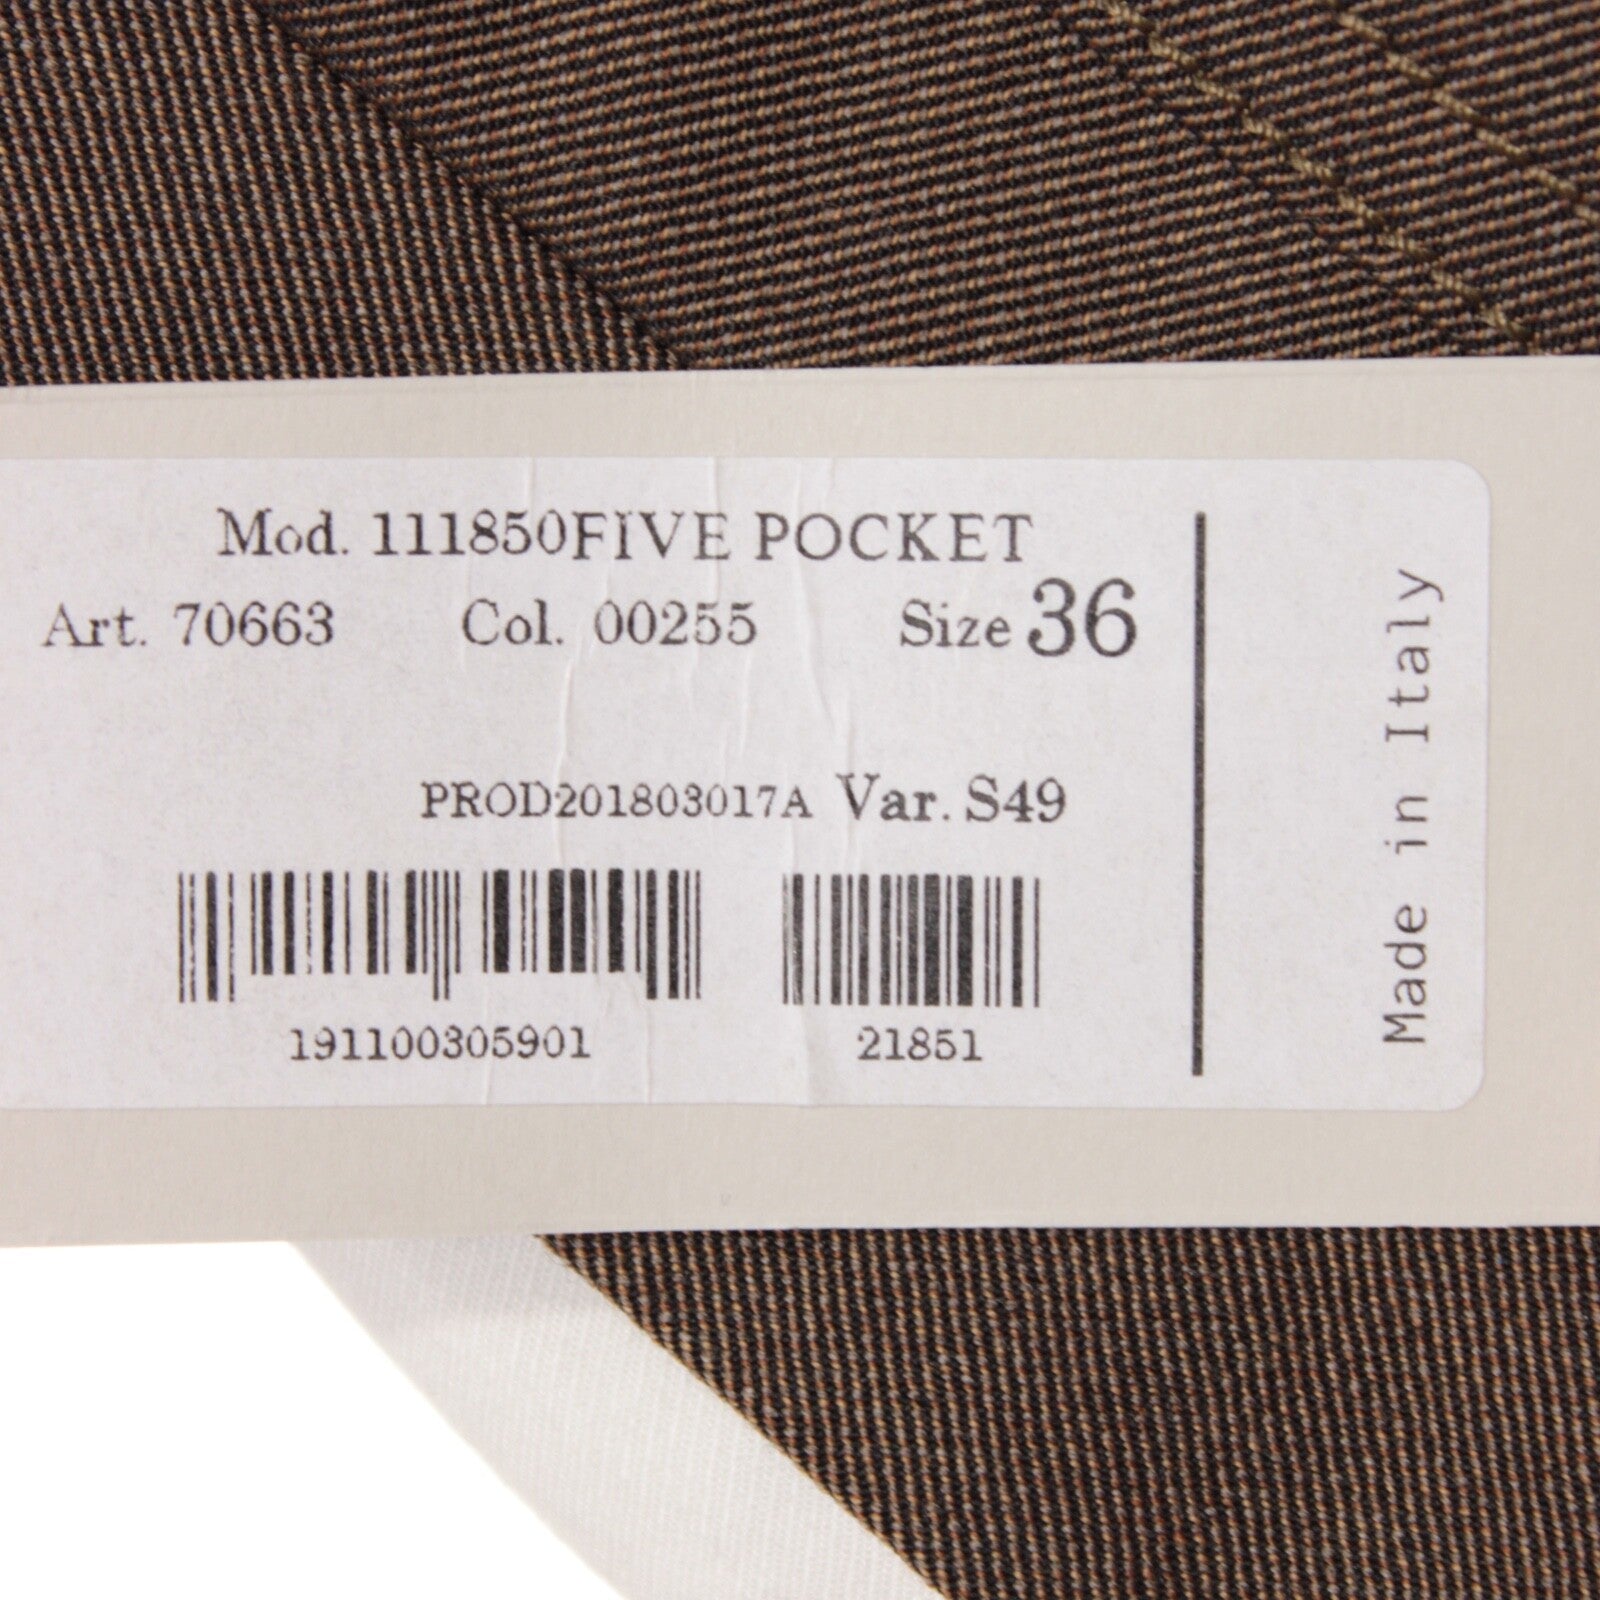 Mod. 111850FIVE POCKET
Art. 70663 Col. 00255 Size 36
PROD201803017A Var. S49
191100305901 21851
Made in Italy